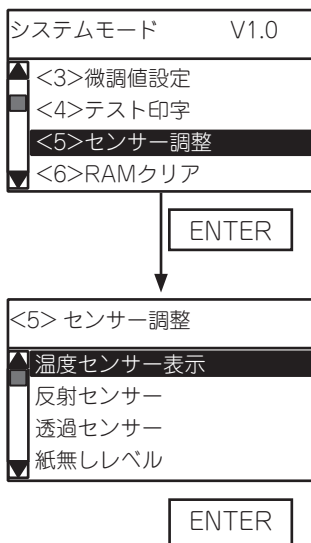 システムモード V1.0
<3>微調値設定
<4>テスト印字
<5>センサー調整
<6>RAMクリア
ENTER
<5> センサー調整
温度センサー表示
反射センサー
透過センサー
紙無しレベル
ENTER